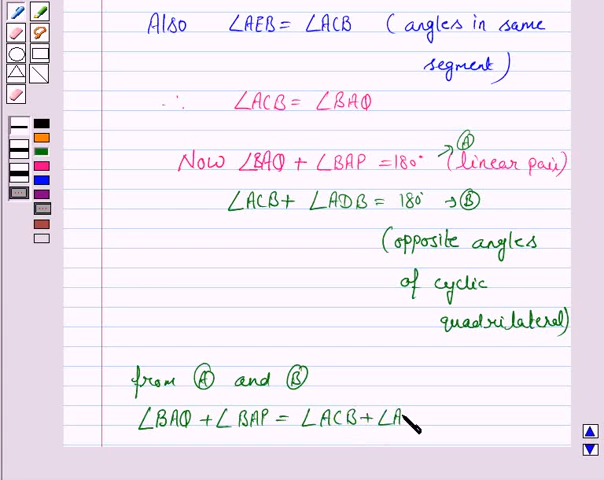 Also ∠AEB = ∠ACB (angles in same
segment)
∴ ∠ACB = ∠BAQ
Now ∠BAQ + ∠BAP = 180° → Ⓐ (linear pair)
∠ACB + ∠ADB = 180° → Ⓑ
(opposite angles
of cyclic
quadrilateral)
from Ⓐ and Ⓑ
∠BAQ + ∠BAP = ∠ACB + ∠A